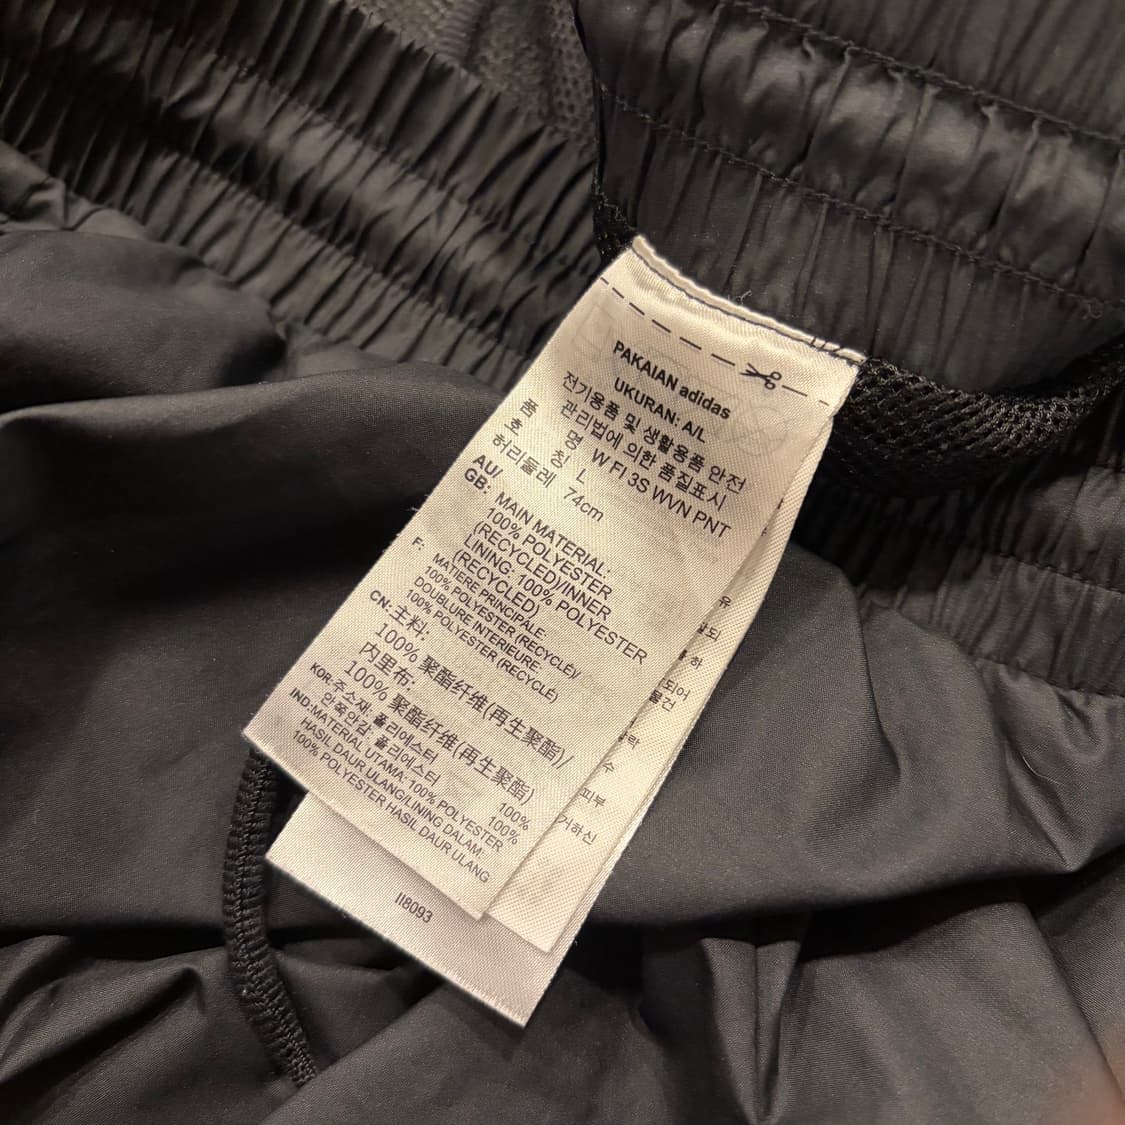 PAKAIAN adidas
UKURAN: A/L
전기용품 및 생활용품 안전
관리법에 의한 품질표시
품 명 W FI 3S WVN PNT
호 칭 L
허리둘레 74cm
AU/
GB: MAIN MATERIAL:
100% POLYESTER
(RECYCLED)/INNER
LINING: 100% POLYESTER
(RECYCLED)
F: MATIERE PRINCIPALE:
100% POLYESTER (RECYCLÉ)/
DOUBLURE INTERIEURE:
100% POLYESTER (RECYCLÉ)
CN: 主料:
100% 聚酯纤维(再生聚酯)/
内里布:
100% 聚酯纤维(再生聚酯)
KOR: 주소재: 폴리에스터 100%
안쪽안감: 폴리에스터 100%
IND: MATERIAL UTAMA: 100% POLYESTER
HASIL DAUR ULANG/LINING DALAM:
100% POLYESTER HASIL DAUR ULANG
II8093